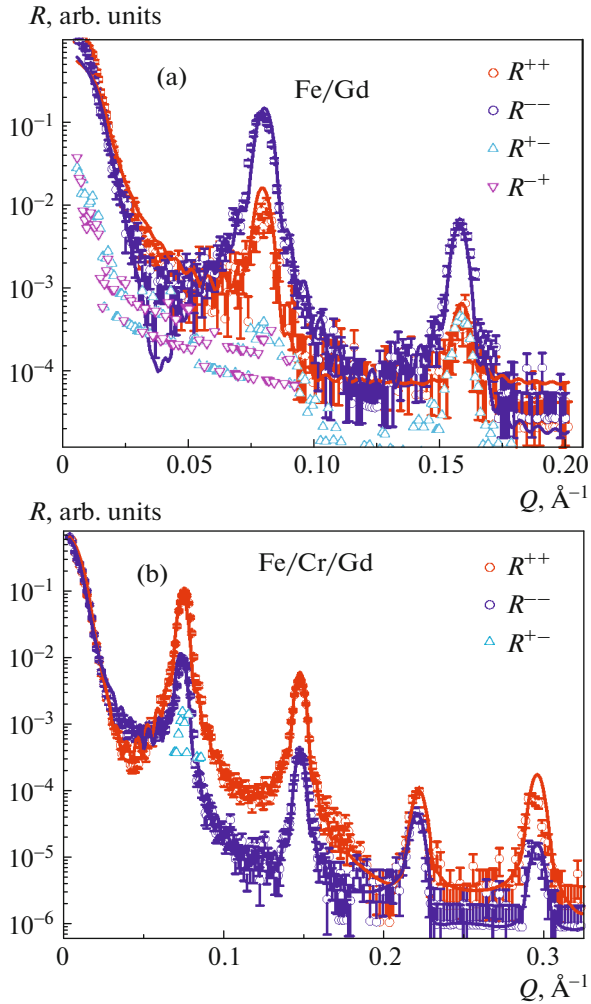 R, arb. units
(a)
Fe/Gd
R⁺⁺
R⁻⁻
R⁺⁻
R⁻⁺
10⁻¹
10⁻²
10⁻³
10⁻⁴
0 0.05 0.10 0.15 0.20
Q, Å⁻¹
R, arb. units
(b)
Fe/Cr/Gd
R⁺⁺
R⁻⁻
R⁺⁻
10⁻¹
10⁻²
10⁻³
10⁻⁴
10⁻⁵
10⁻⁶
0 0.1 0.2 0.3
Q, Å⁻¹